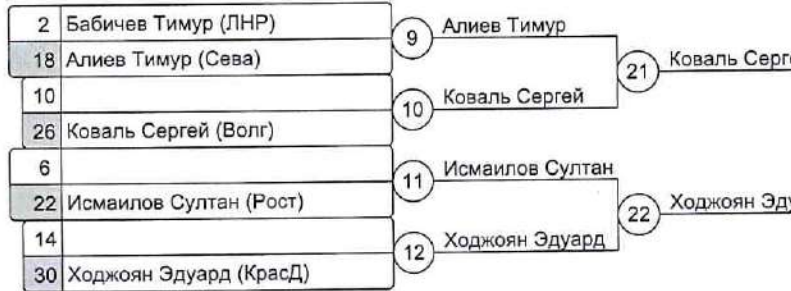 2 Бабичев Тимур (ЛНР)
18 Алиев Тимур (Сева)
9 Алиев Тимур
10
26 Коваль Сергей (Волг)
10 Коваль Сергей
21 Коваль Серг
6
22 Исмаилов Султан (Рост)
11 Исмаилов Султан
14
30 Ходжоян Эдуард (КрасД)
12 Ходжоян Эдуард
22 Ходжоян Эд